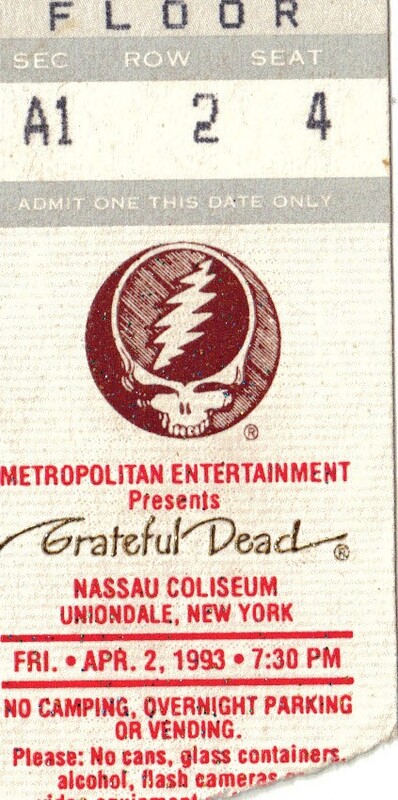 FLOOR
SEC ROW SEAT
A1 2 4
ADMIT ONE THIS DATE ONLY
®
METROPOLITAN ENTERTAINMENT
Presents
Grateful Dead ®
NASSAU COLISEUM
UNIONDALE, NEW YORK
FRI. • APR. 2, 1993 • 7:30 PM
NO CAMPING, OVERNIGHT PARKING
OR VENDING.
Please: No cans, glass containers,
alcohol, flash cameras
video equipment